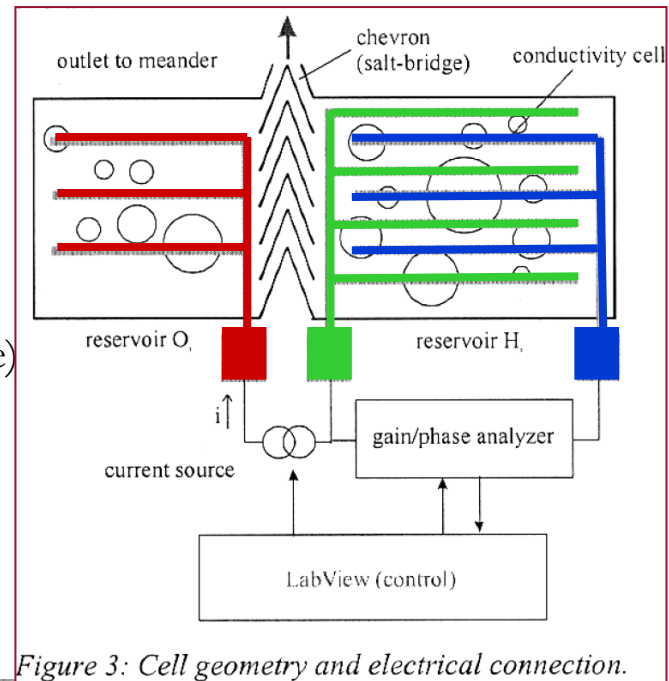 outlet to meander
chevron
(salt-bridge)
conductivity cell
reservoir O,
reservoir H,
e)
i
current source
gain/phase analyzer
LabView (control)
Figure 3: Cell geometry and electrical connection.